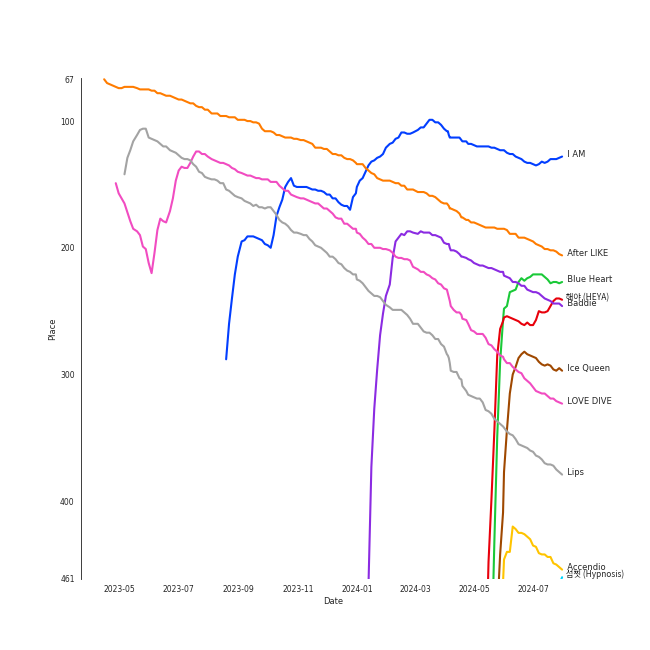 67
100
200
300
400
461
Place
I AM
After LIKE
Blue Heart
해야 (HEYA)
Baddie
Ice Queen
LOVE DIVE
Lips
Accendio
(Hypnosis)
2023-05
2023-07
2023-09
2023-11
2024-01
2024-03
2024-05
2024-07
Date